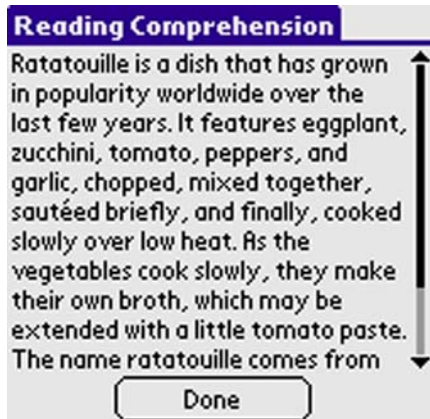 Reading Comprehension
Ratatouille is a dish that has grown
in popularity worldwide over the
last few years. It features eggplant,
zucchini, tomato, peppers, and
garlic, chopped, mixed together,
sautéed briefly, and finally, cooked
slowly over low heat. As the
vegetables cook slowly, they make
their own broth, which may be
extended with a little tomato paste.
The name ratatouille comes from
Done